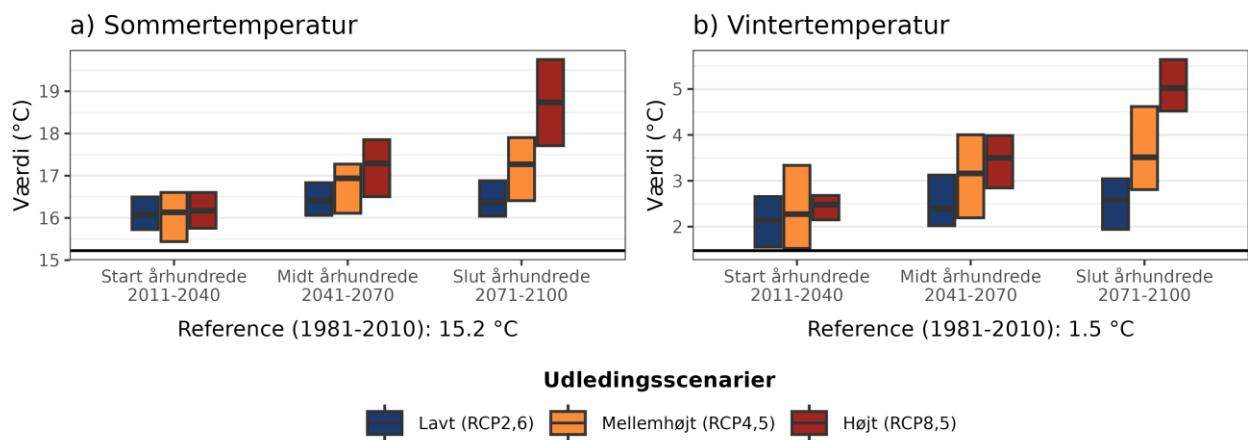 a) Sommertemperatur
b) Vintertemperatur
Værdi (°C)
19
18
17
16
15
Start århundrede
2011-2040
Midt århundrede
2041-2070
Slut århundrede
2071-2100
Reference (1981-2010): 15.2 °C
Værdi (°C)
5
4
3
2
Start århundrede
2011-2040
Midt århundrede
2041-2070
Slut århundrede
2071-2100
Reference (1981-2010): 1.5 °C
Udledingsscenarier
Lavt (RCP2,6)
Mellemhøjt (RCP4,5)
Højt (RCP8,5)